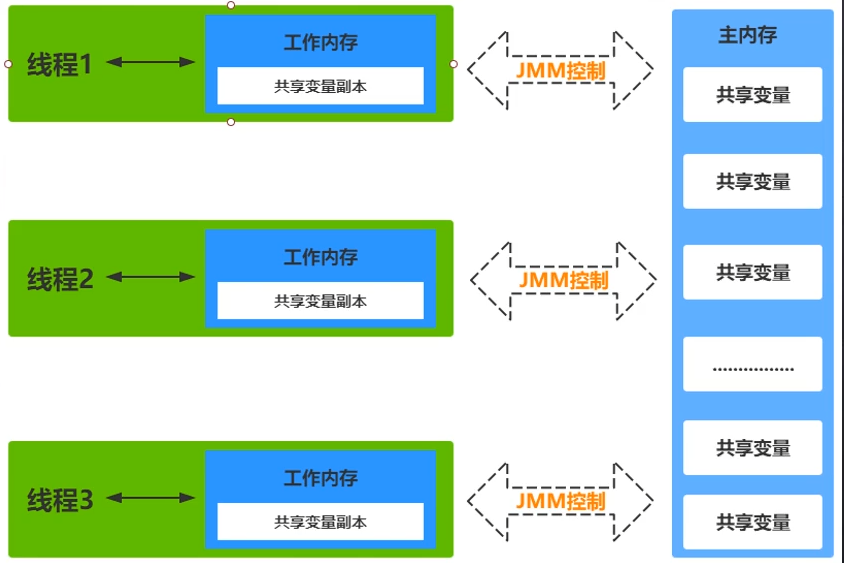 线程1
工作内存
共享变量副本
JMM控制
线程2
工作内存
共享变量副本
JMM控制
线程3
工作内存
共享变量副本
JMM控制
主内存
共享变量
共享变量
共享变量
................
共享变量
共享变量